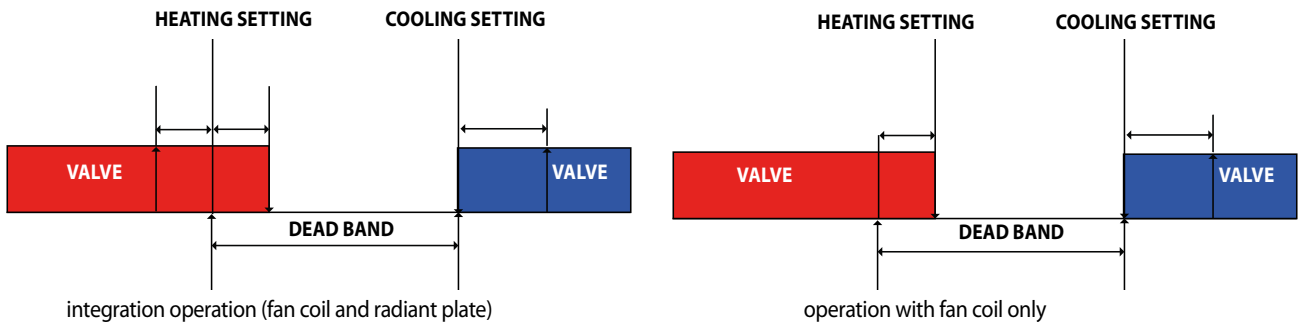 HEATING SETTING COOLING SETTING
VALVE VALVE
DEAD BAND
integration operation (fan coil and radiant plate)
HEATING SETTING COOLING SETTING
VALVE VALVE
DEAD BAND
operation with fan coil only